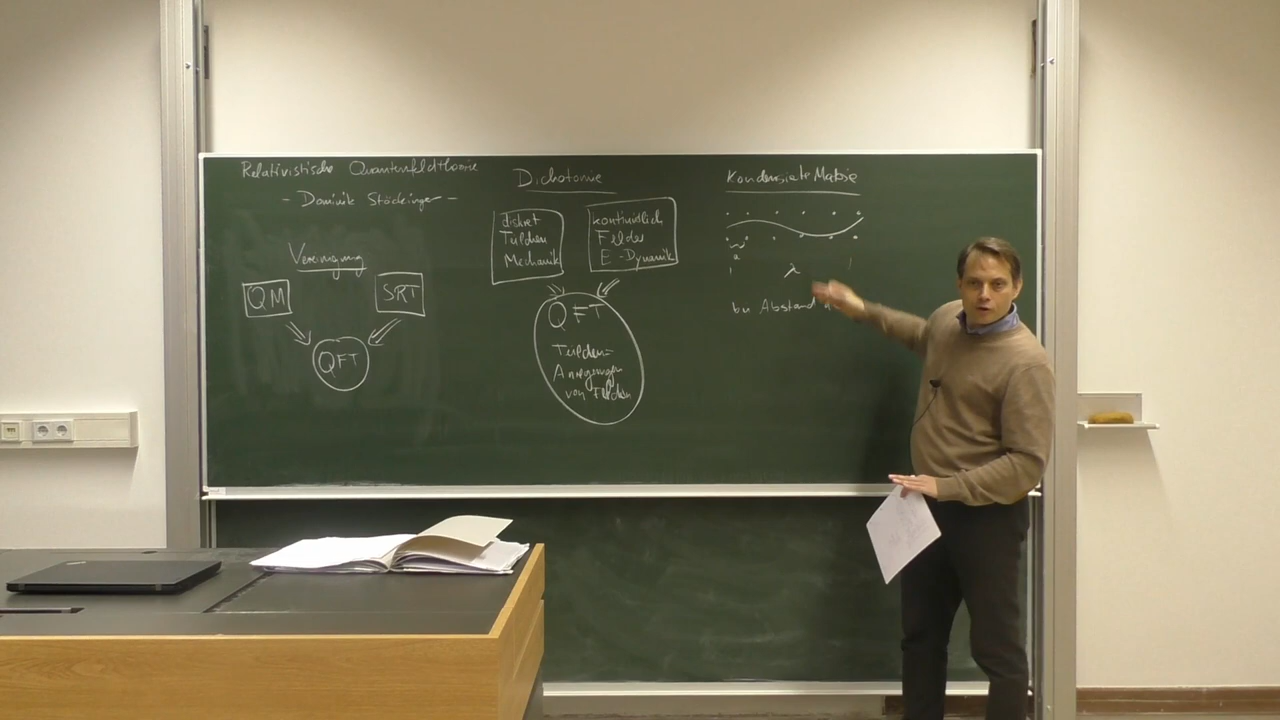 Relativistische Quantenfeldtheorie
- Dominik Stöckinger -
Vereinigung
QM
SRT
QFT
Dichotomie
diskret
Teilchen
Mechanik
kontinuierlich
Felder
E-Dynamik
QFT
Teilchen=
Anregungen
von Feldern
Kondensierte Materie
a
λ
bei Abstand